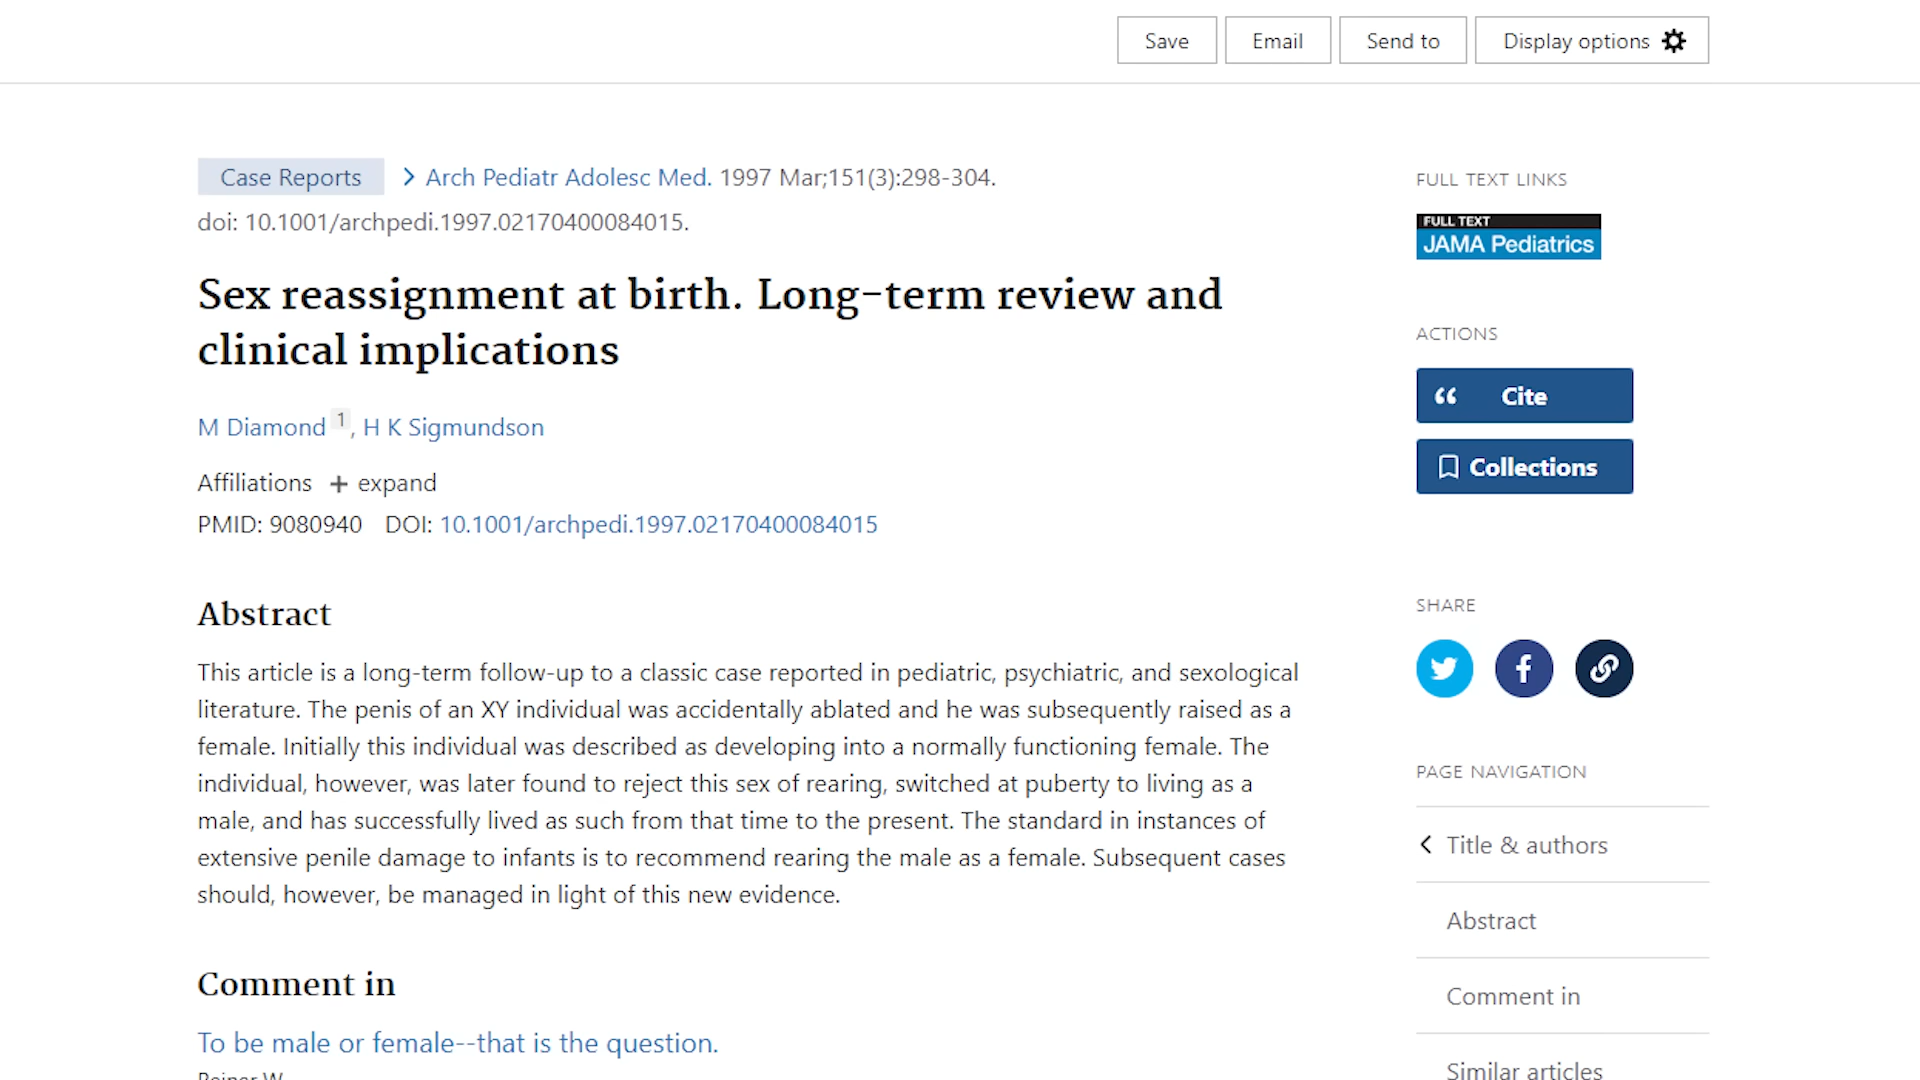 Save
Email
Send to
Display options
Case Reports
Arch Pediatr Adolesc Med. 1997 Mar;151(3):298-304.
doi: 10.1001/archpedi.1997.02170400084015.
Sex reassignment at birth. Long-term review and
clinical implications
M Diamond 1, H K Sigmundson
Affiliations + expand
PMID: 9080940 DOI: 10.1001/archpedi.1997.02170400084015
Abstract
This article is a long-term follow-up to a classic case reported in pediatric, psychiatric, and sexological
literature. The penis of an XY individual was accidentally ablated and he was subsequently raised as a
female. Initially this individual was described as developing into a normally functioning female. The
individual, however, was later found to reject this sex of rearing, switched at puberty to living as a
male, and has successfully lived as such from that time to the present. The standard in instances of
extensive penile damage to infants is to recommend rearing the male as a female. Subsequent cases
should, however, be managed in light of this new evidence.
Comment in
To be male or female--that is the question.
Reiner W.
FULL TEXT LINKS
FULL TEXT
JAMA Pediatrics
ACTIONS
Cite
Collections
SHARE
PAGE NAVIGATION
Title & authors
Abstract
Comment in
Similar articles